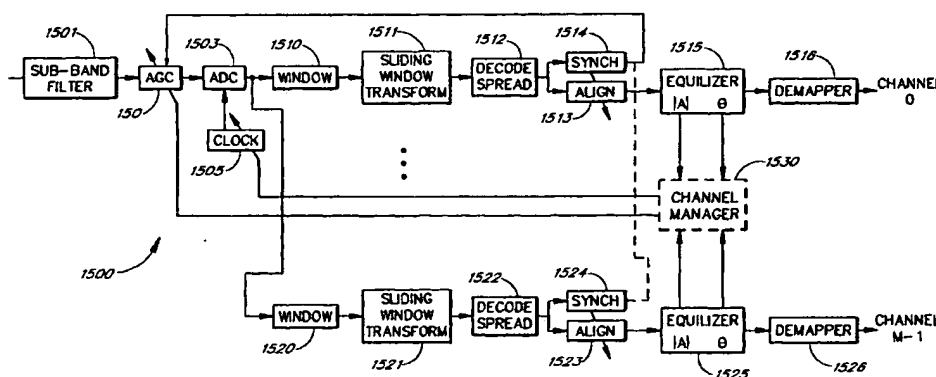 1501
SUB-BAND
FILTER
150
AGC
1503
ADC
1505
CLOCK
1510
WINDOW
1511
SLIDING
WINDOW
TRANSFORM
1512
DECODE
SPREAD
1514
SYNCH
ALIGN
1513
1515
EQUILIZER
|A| θ
1516
DEMAPPER
CHANNEL
0
1530
CHANNEL
MANAGER
1500
WINDOW
1520
SLIDING
WINDOW
TRANSFORM
1521
1522
DECODE
SPREAD
1524
SYNCH
ALIGN
1523
EQUILIZER
|A| θ
1525
DEMAPPER
1526
CHANNEL
M-1